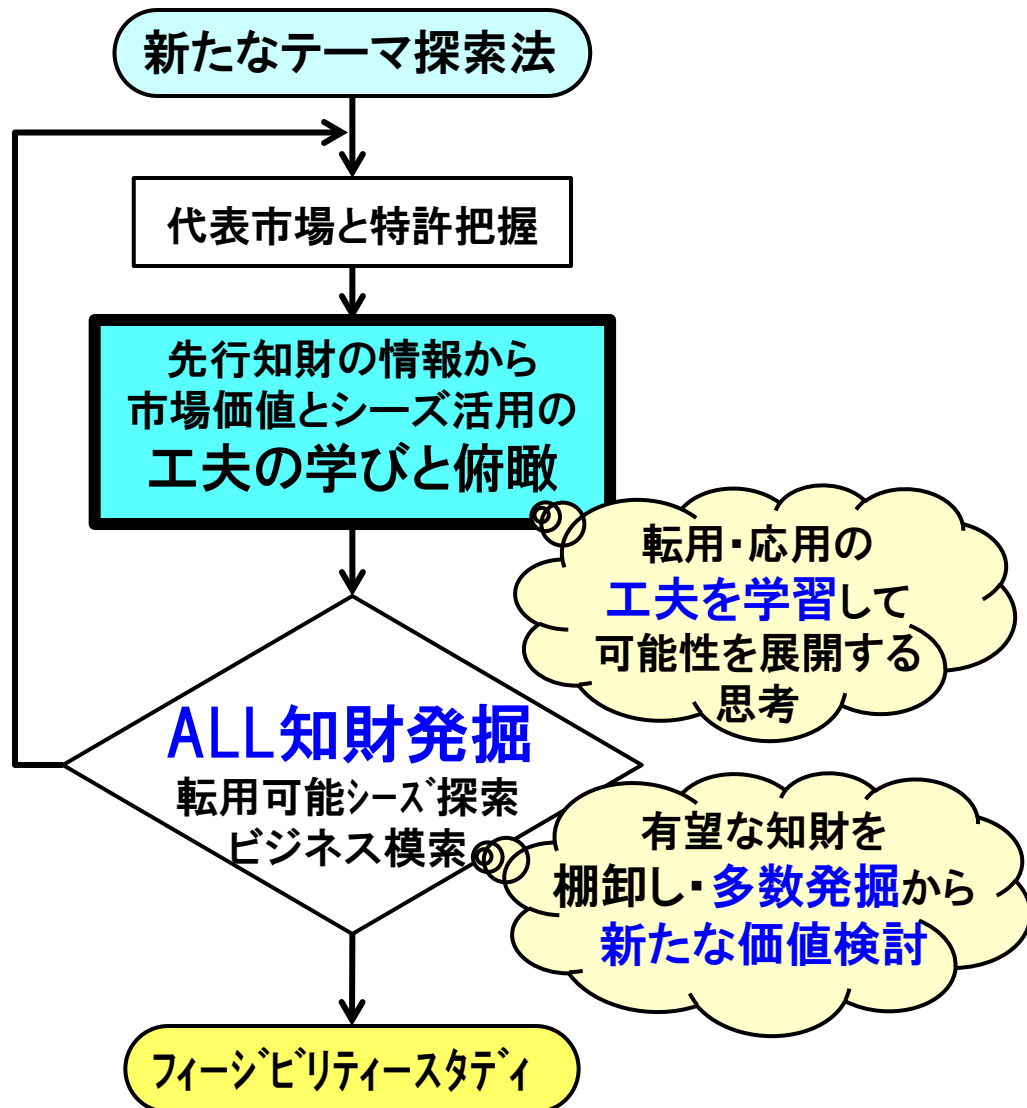 新たなテーマ探索法
代表市場と特許把握
先行知財の情報から
市場価値とシーズ活用の
工夫の学びと俯瞰
転用・応用の
工夫を学習して
可能性を展開する
思考
ALL知財発掘
転用可能ｼｰｽﾞ探索
ビジネス模索
有望な知財を
棚卸し・多数発掘から
新たな価値検討
フィージビリティースタディ